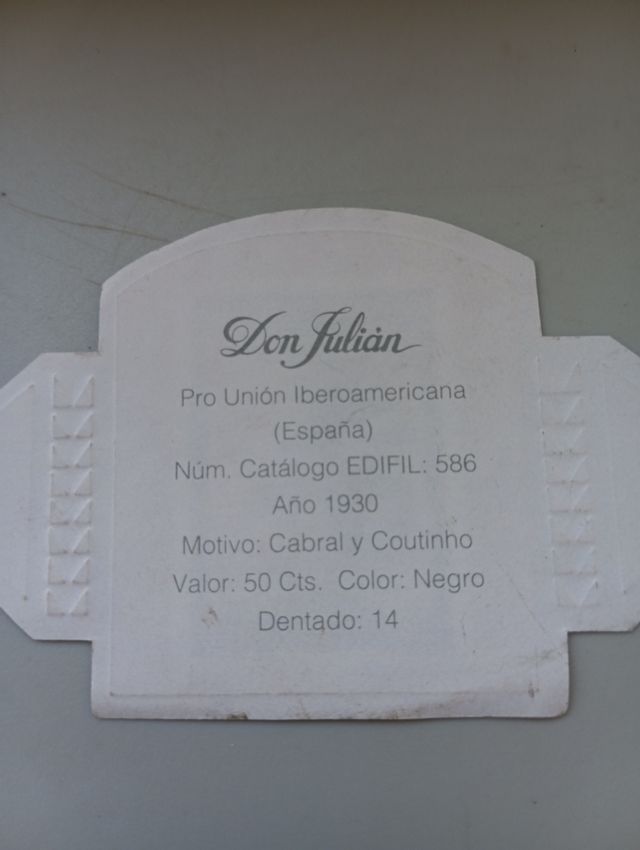 Don Julián
Pro Unión Iberoamericana
(España)
Núm. Catálogo EDIFIL: 586
Año 1930
Motivo: Cabral y Coutinho
Valor: 50 Cts. Color: Negro
Dentado: 14